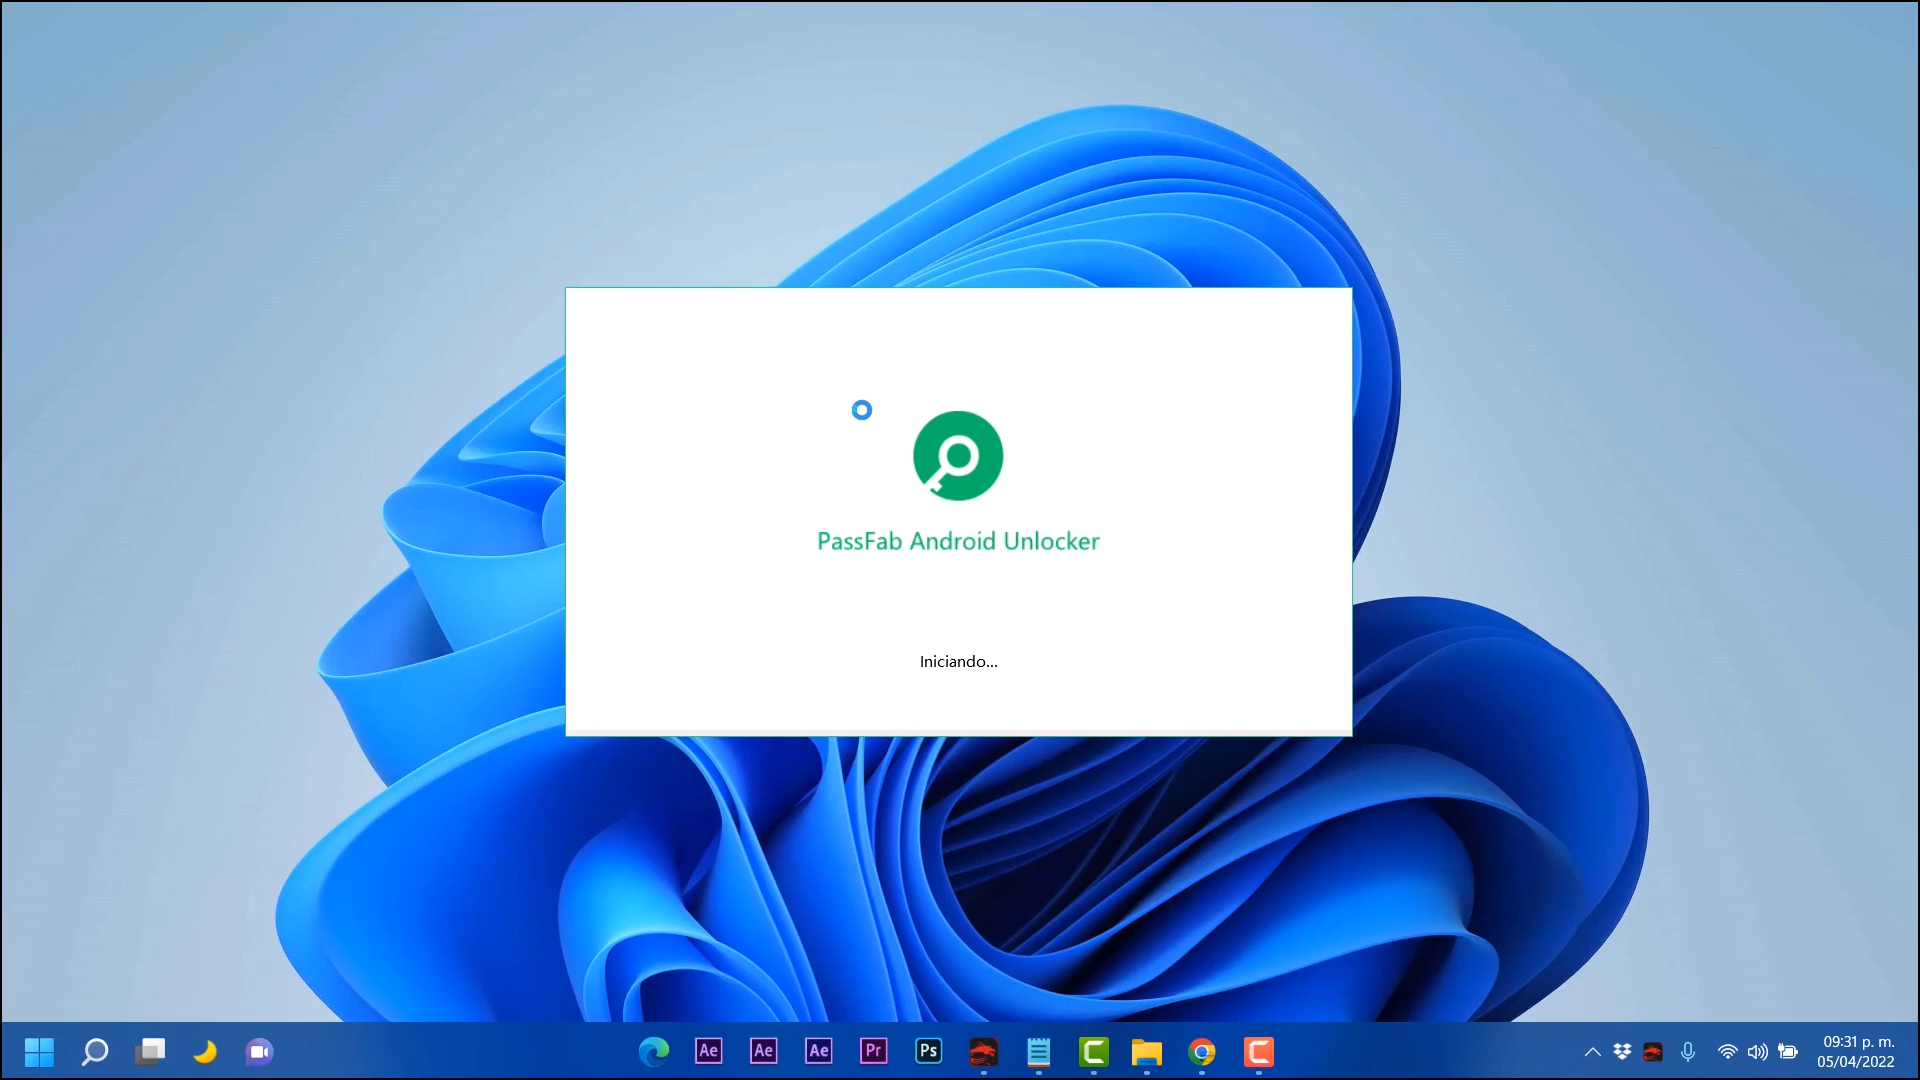 PassFab Android Unlocker
Iniciando...
Ae
Ae
Ae
Pr
Ps
09:31 p. m.
05/04/2022